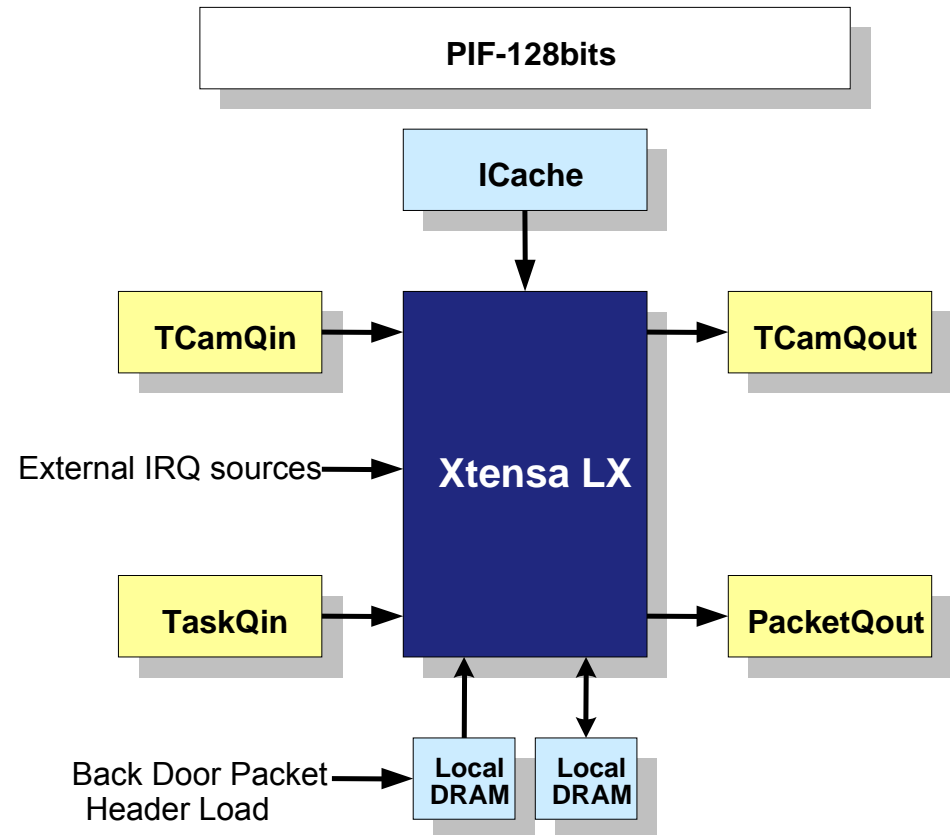 PIF-128bits
ICache
TCamQin
TCamQout
External IRQ sources
Xtensa LX
TaskQin
PacketQout
Back Door Packet
Header Load
Local
DRAM
Local
DRAM